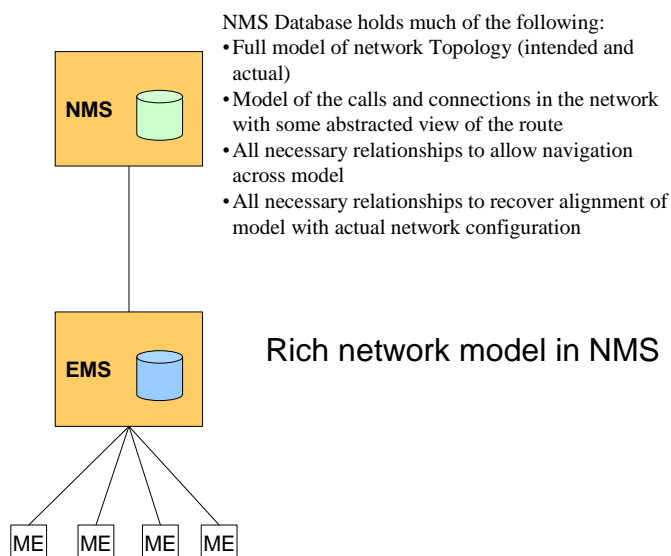 NMS Database holds much of the following:
•Full model of network Topology (intended and
actual)
•Model of the calls and connections in the network
with some abstracted view of the route
•All necessary relationships to allow navigation
across model
•All necessary relationships to recover alignment of
model with actual network configuration
NMS
Rich network model in NMS
EMS
ME ME ME ME